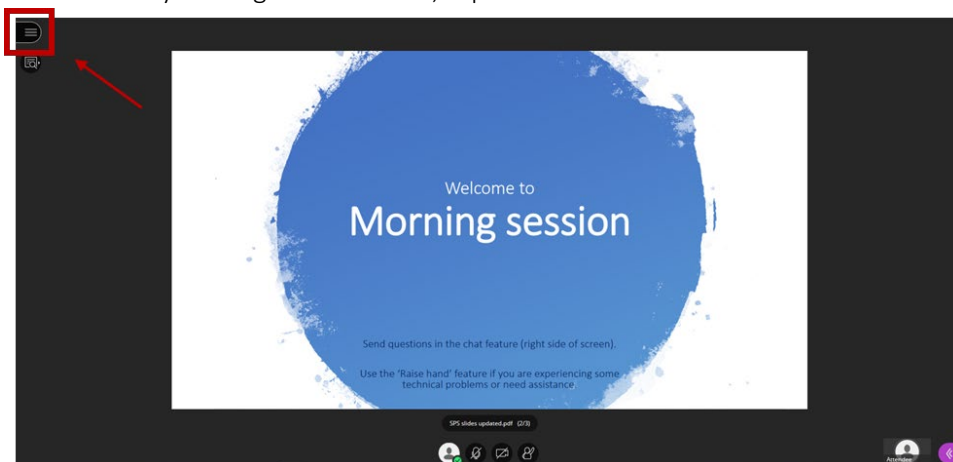 Welcome to
Morning session
Send questions in the chat feature (right side of screen).
Use the ‘Raise hand’ feature if you are experiencing some
technical problems or need assistance.
SPS slides updated.pdf (2/3)
Attendee